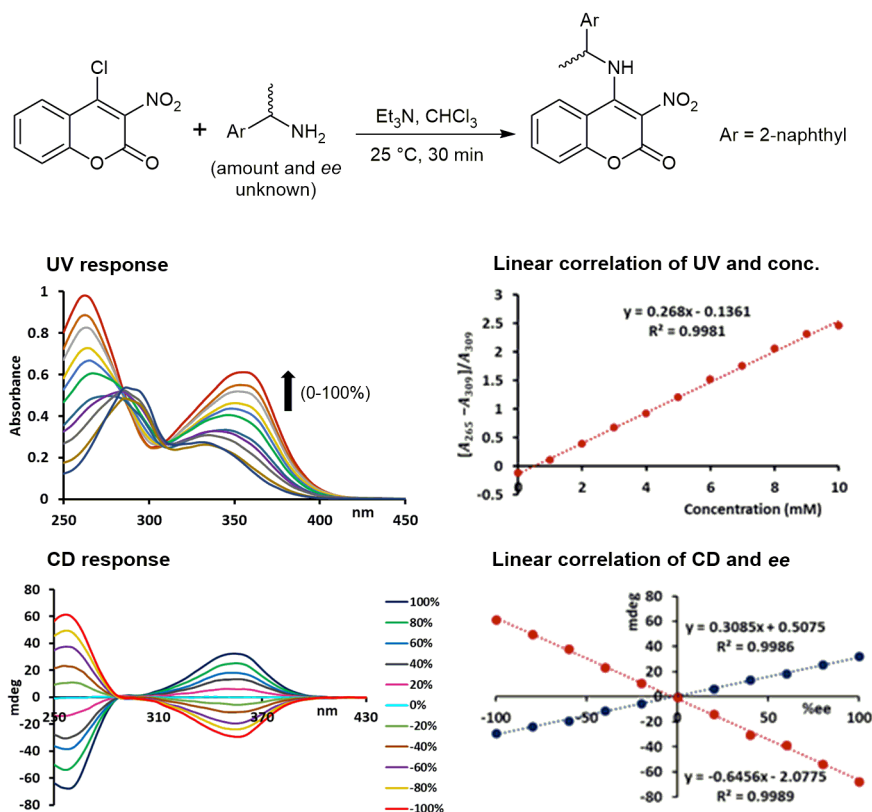 Cl
NO2
O
O
+
Ar
NH2
(amount and ee
unknown)
Et3N, CHCl3
25 °C, 30 min
Ar
NH
NO2
O
O
Ar = 2-naphthyl
UV response
Absorbance
1
0.8
0.6
0.4
0.2
0
250
300
350
400
450
nm
(0-100%)
Linear correlation of UV and conc.
[A265 −A309]/A309
3
2.5
2
1.5
1
0.5
0
-0.5
y = 0.268x - 0.1361
R² = 0.9981
0
2
4
6
8
10
Concentration (mM)
CD response
mdeg
80
60
40
20
0
-20
-40
-60
-80
250
310
370
430
nm
100%
80%
60%
40%
20%
0%
-20%
-40%
-60%
-80%
-100%
Linear correlation of CD and ee
mdeg
80
60
40
20
0
-20
-40
-60
-80
y = 0.3085x + 0.5075
R² = 0.9986
-100
-50
0
50
100
%ee
y = -0.6456x - 2.0775
R² = 0.9989